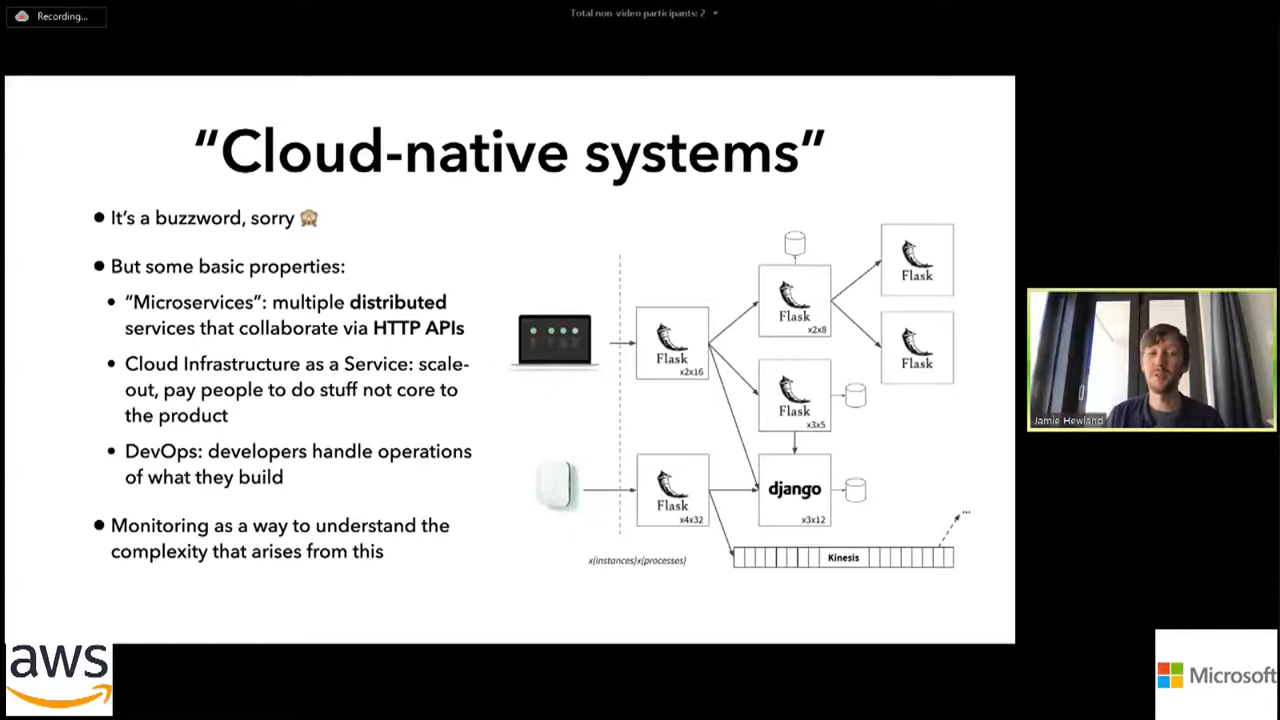 Recording...
Total non-video participants: 2
“Cloud-native systems”
It’s a buzzword, sorry 🙈
But some basic properties:
“Microservices”: multiple distributed
services that collaborate via HTTP APIs
Cloud Infrastructure as a Service: scale-
out, pay people to do stuff not core to
the product
DevOps: developers handle operations
of what they build
Monitoring as a way to understand the
complexity that arises from this
Flask
x2x16
Flask
x2x8
Flask
Flask
Flask
x3x5
Flask
x4x32
django
x3x12
Kinesis
...
x(instances)x(processes)
Jamie Hewland
aws
Microsoft